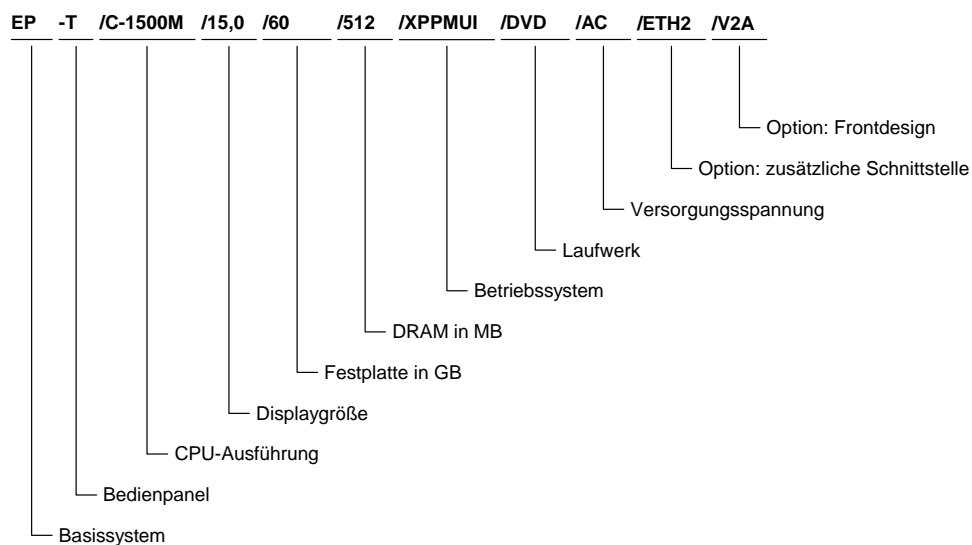 EP -T /C-1500M /15,0 /60 /512 /XPPMUI /DVD /AC /ETH2 /V2A
Option: Frontdesign
Option: zusätzliche Schnittstelle
Versorgungsspannung
Laufwerk
Betriebssystem
DRAM in MB
Festplatte in GB
Displaygröße
CPU-Ausführung
Bedienpanel
Basissystem